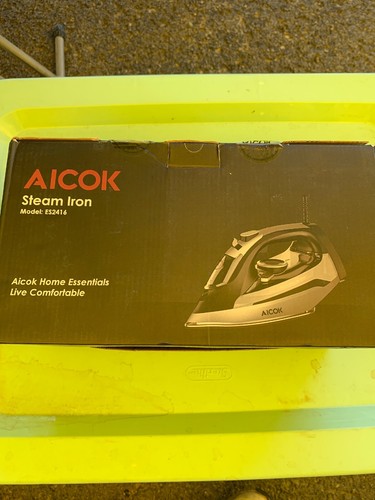 AICOK
Steam Iron
Model: ES2416
Aicok Home Essentials
Live Comfortable
AICOK